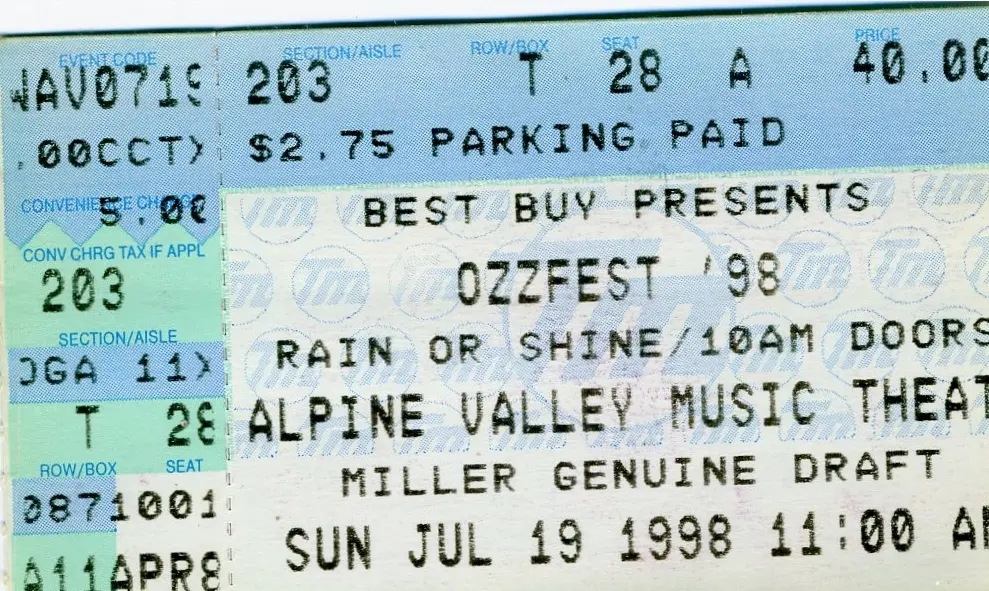 EVENT CODE
WAV0719
.00CCT
CONVENIENCE CHARGE
5.00
CONV CHRG TAX IF APPL
203
SECTION/AISLE
OGA 11X
T 28
ROW/BOX SEAT
0871001
A11APR8
SECTION/AISLE ROW/BOX SEAT PRICE
203 T 28 A 40.00
$2.75 PARKING PAID
BEST BUY PRESENTS
OZZFEST '98
RAIN OR SHINE/10AM DOORS
ALPINE VALLEY MUSIC THEAT
MILLER GENUINE DRAFT
SUN JUL 19 1998 11:00 AM